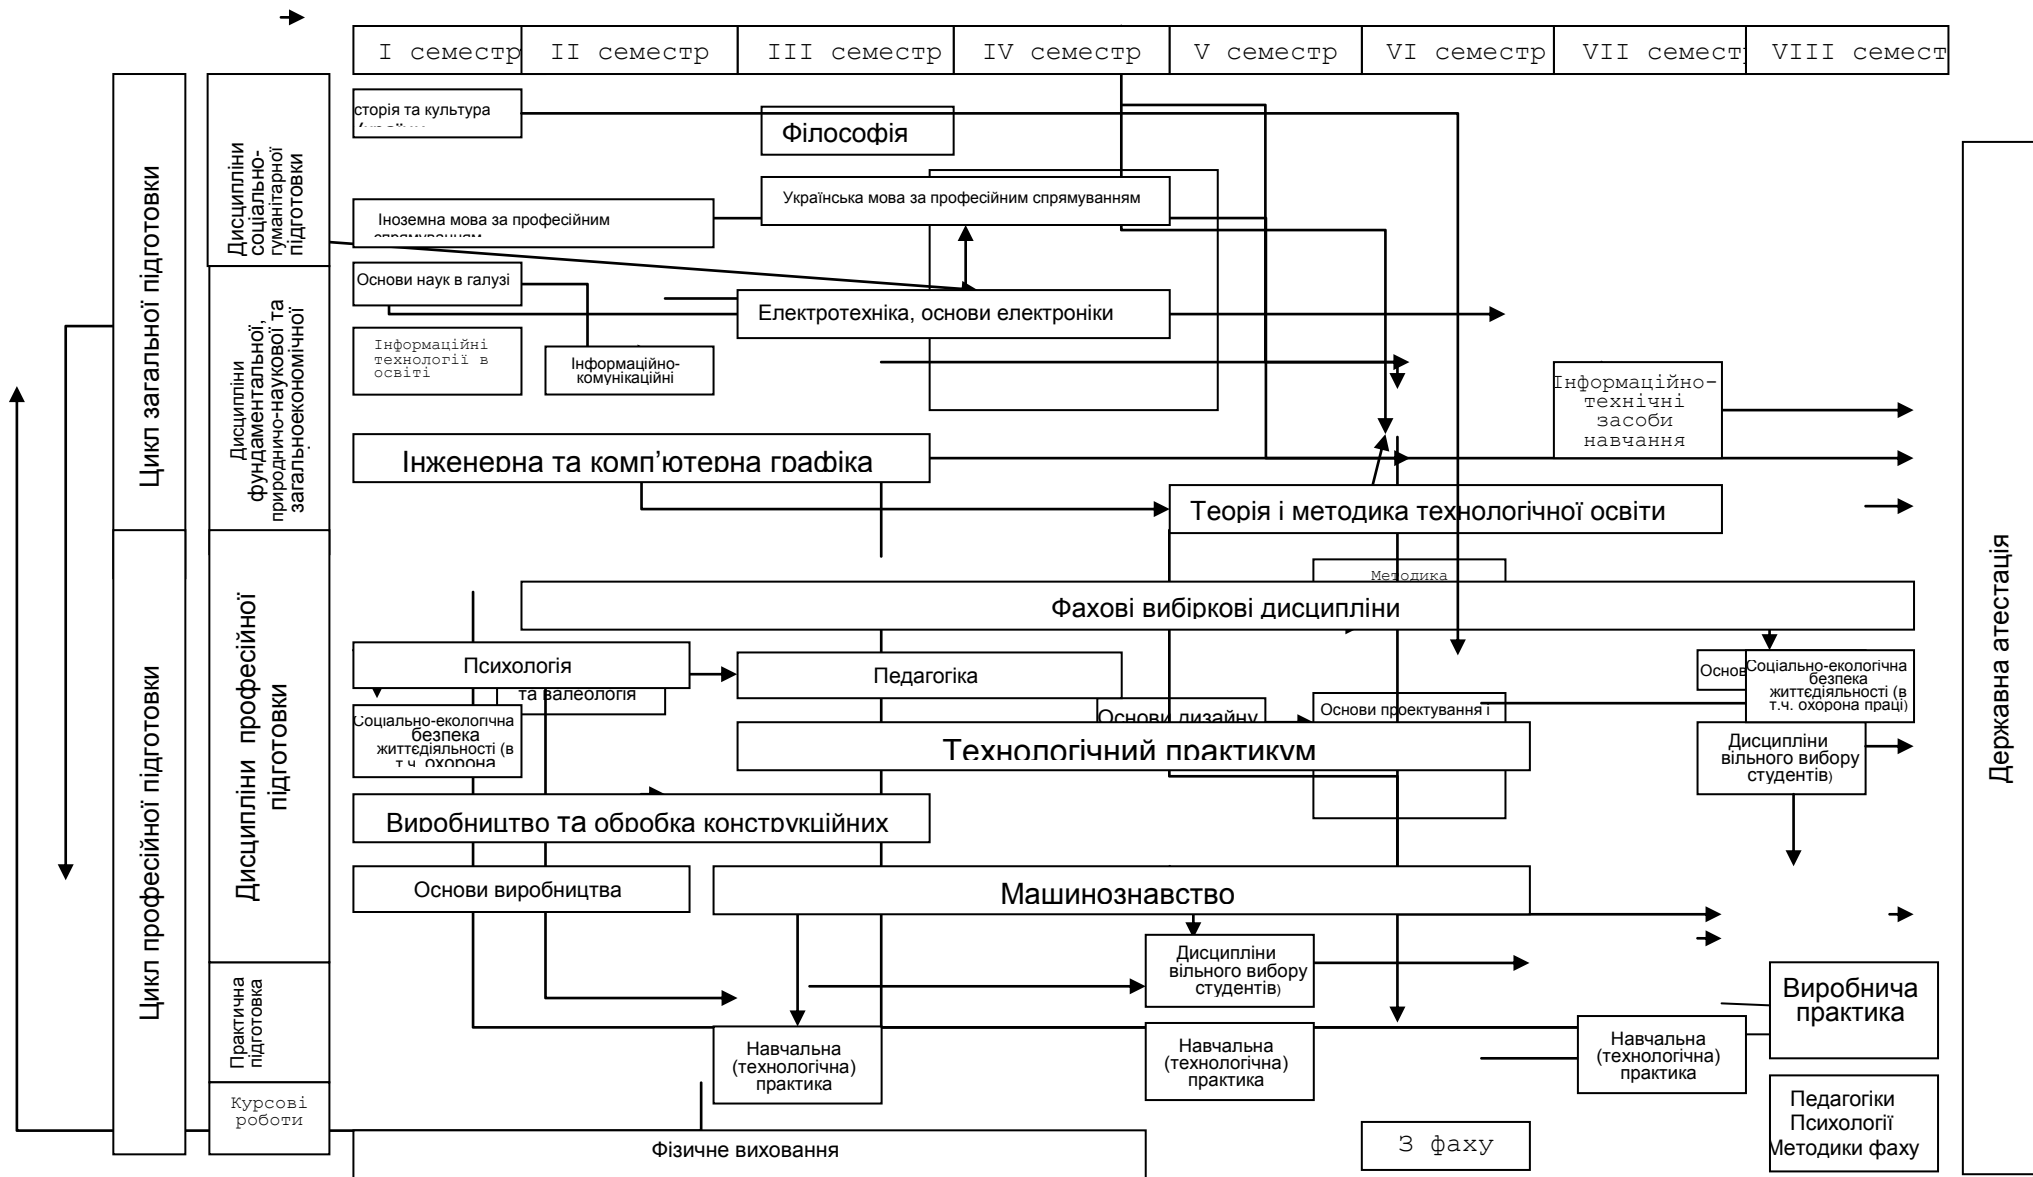 І семестр
ІІ семестр
ІІІ семестр
IV семестр
V семестр
VI семестр
VII семест
VIII семест
Цикл загальної підготовки
Цикл професійної підготовки
Дисципліни
соціально-
гуманітарної
підготовки
Дисципліни
фундаментальної,
природничо-наукової та
загальноекономічної
Дисципліни професійної
підготовки
Практична
підготовка
Курсові
роботи
сторія та культура
Філософія
Українська мова за професійним спрямуванням
Іноземна мова за професійним
спрямуванням
Основи наук в галузі
Електротехніка, основи електроніки
Інформаційні
технології в
освіті
Інформаційно-
комунікаційні
Інформаційно-
технічні
засоби
навчання
Інженерна та комп’ютерна графіка
Теорія і методика технологічної освіти
Методика
Фахові вибіркові дисципліни
Психологія
та валеологія
Педагогіка
Основ
Соціально-екологічна
безпека
життєдіяльності (в
т.ч. охорона праці)
Соціально-екологічна
безпека
життєдіяльності (в
т.ч. охорона
Основи дизайну
Основи проектування і
Технологічний практикум
Дисципліни
вільного вибору
студентів)
Виробництво та обробка конструкційних
Основи виробництва
Машинознавство
Дисципліни
вільного вибору
студентів)
Виробнича
практика
Навчальна
(технологічна)
практика
Навчальна
(технологічна)
практика
Навчальна
(технологічна)
практика
Педагогіки
Психології
Методики фаху
Фізичне виховання
З фаху
Державна атестація